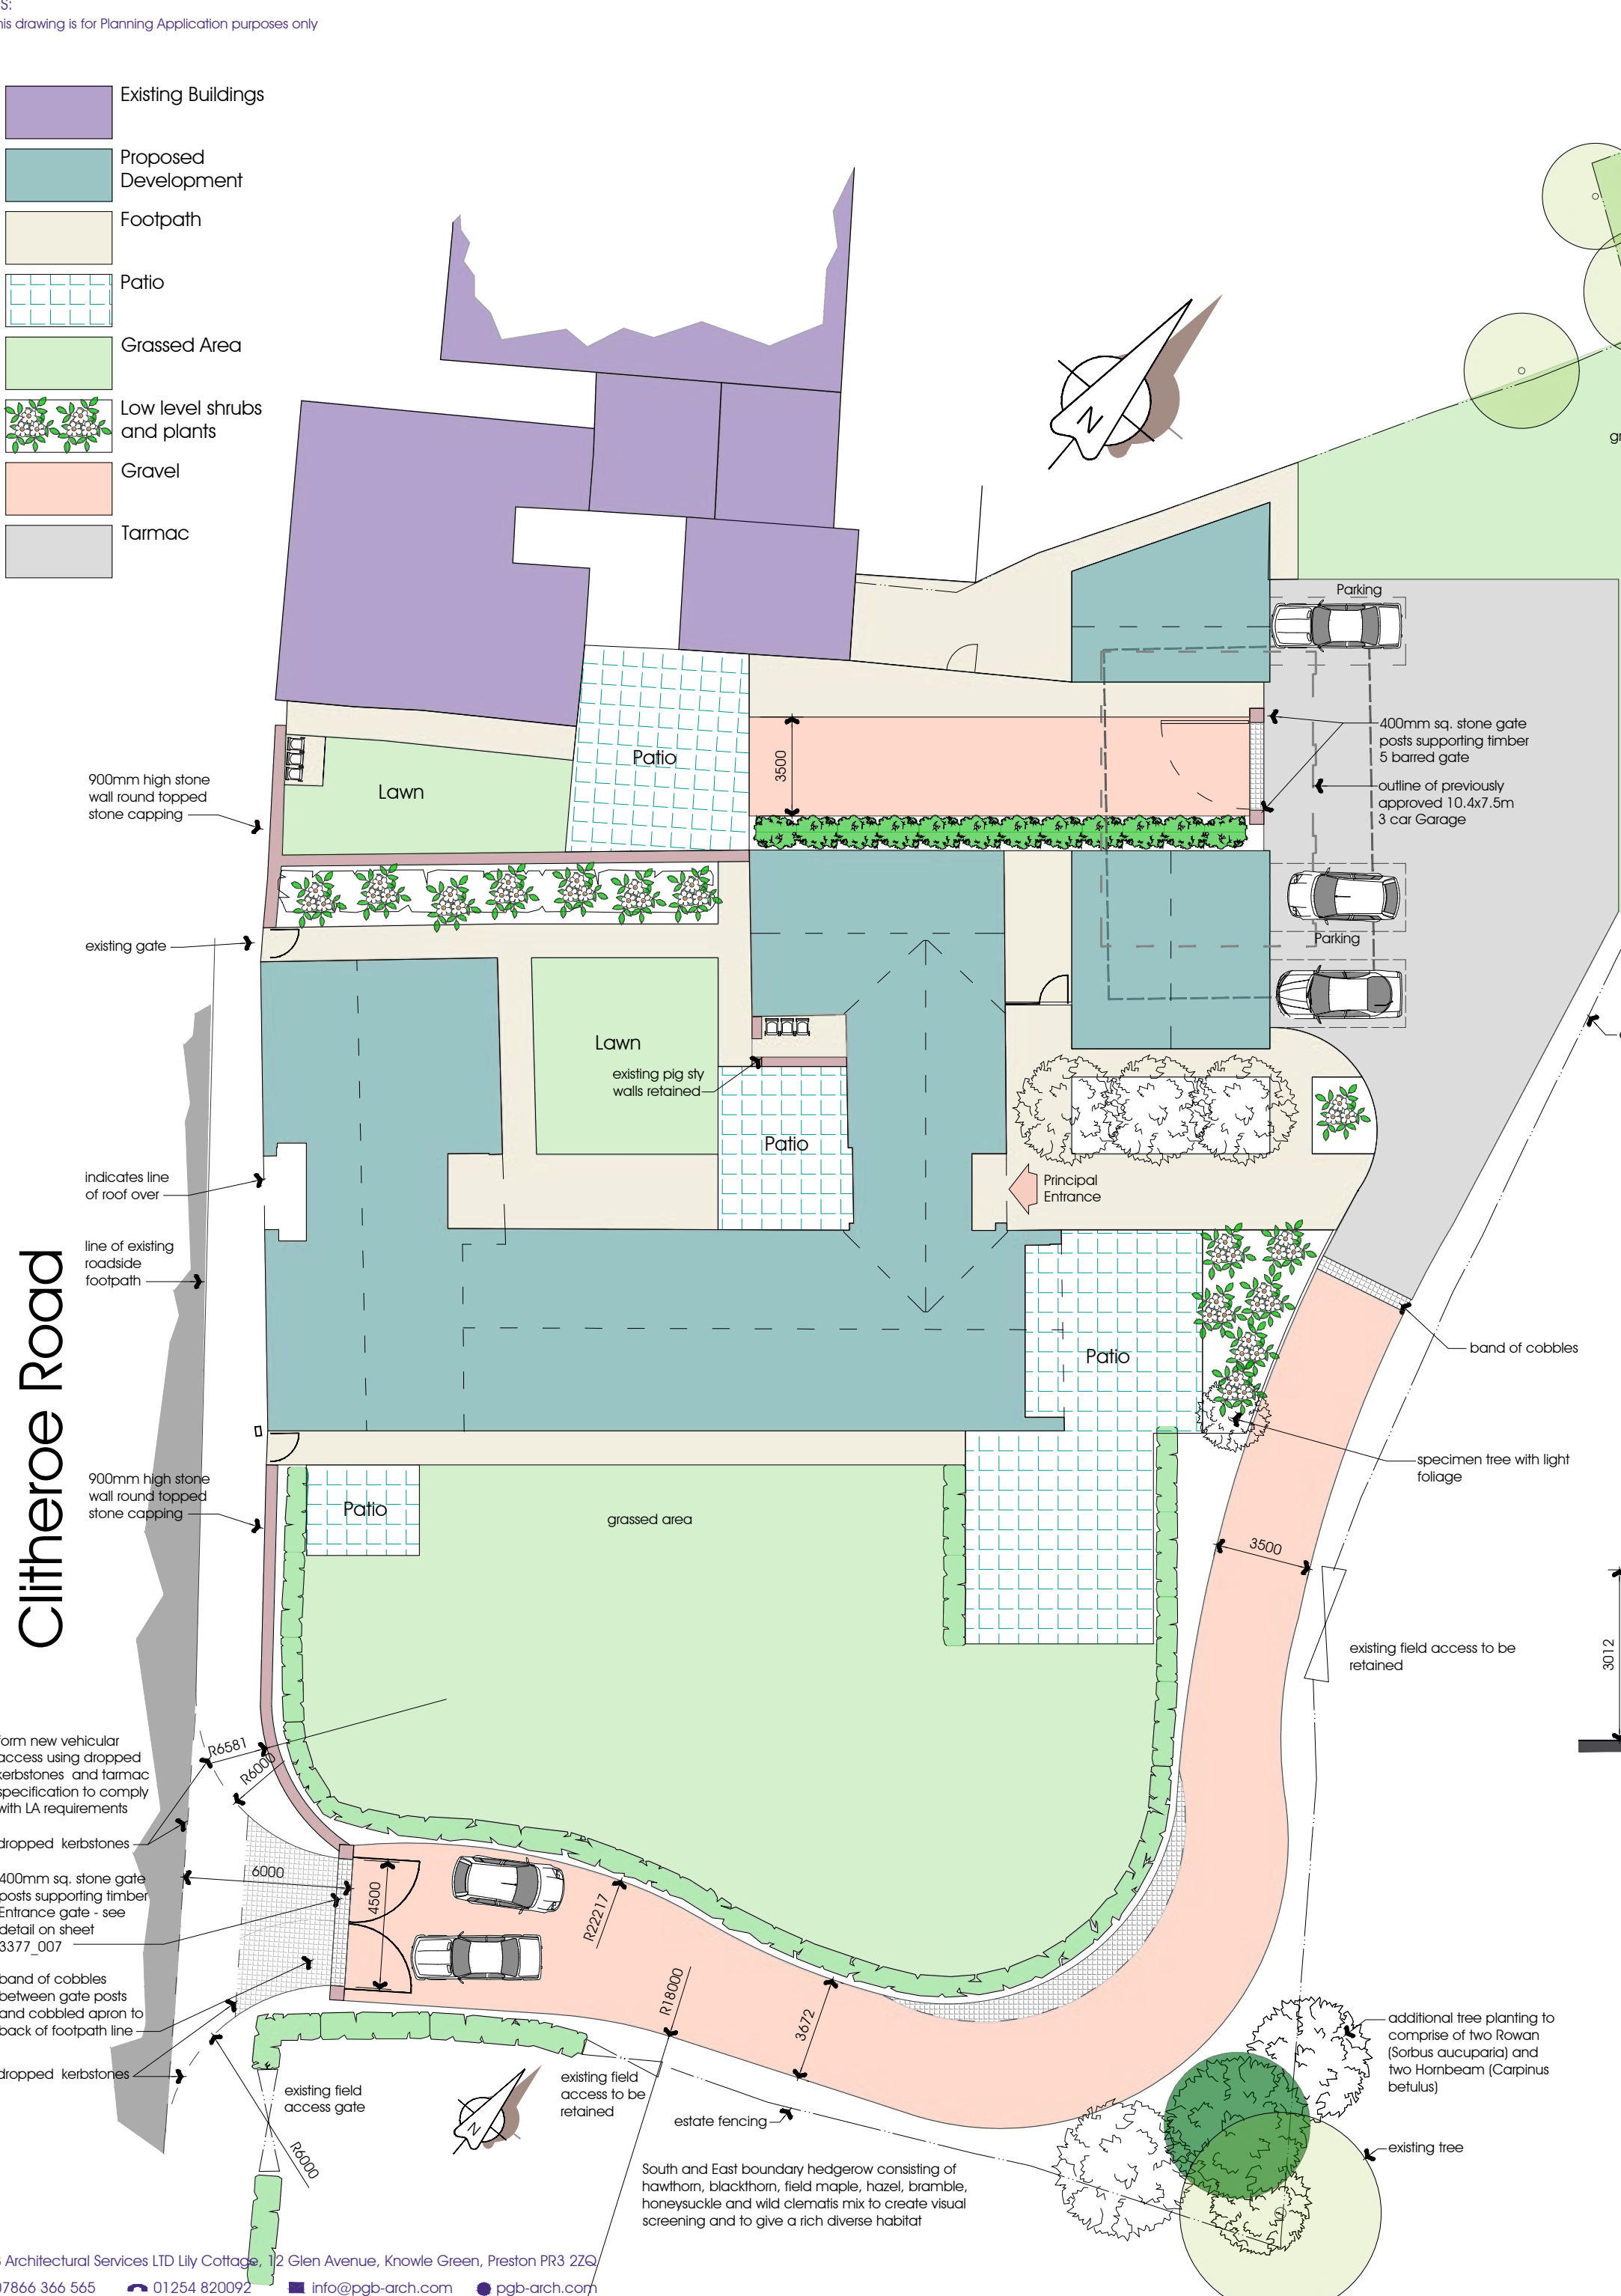 S:
his drawing is for Planning Application purposes only
Existing Buildings
Proposed
Development
Footpath
Patio
Grassed Area
Low level shrubs
and plants
Gravel
Tarmac
N
gr
Parking
400mm sq. stone gate
posts supporting timber
5 barred gate
outline of previously
approved 10.4x7.5m
3 car Garage
3500
Patio
Lawn
900mm high stone
wall round topped
stone capping
existing gate
Parking
Lawn
existing pig sty
walls retained
Patio
Principal
Entrance
indicates line
of roof over
line of existing
roadside
footpath
Clitheroe Road
Patio
band of cobbles
specimen tree with light
foliage
900mm high stone
wall round topped
stone capping
Patio
grassed area
3500
existing field access to be
retained
3012
form new vehicular
access using dropped
kerbstones and tarmac
specification to comply
with LA requirements
R6581
R6000
dropped kerbstones
400mm sq. stone gate
posts supporting timber
Entrance gate - see
detail on sheet
3377_007
6000
4500
R22217
R18000
3672
band of cobbles
between gate posts
and cobbled apron to
back of footpath line
dropped kerbstones
existing field
access gate
R6000
N
existing field
access to be
retained
estate fencing
additional tree planting to
comprise of two Rowan
(Sorbus aucuparia) and
two Hornbeam (Carpinus
betulus)
existing tree
South and East boundary hedgerow consisting of
hawthorn, blackthorn, field maple, hazel, bramble,
honeysuckle and wild clematis mix to create visual
screening and to give a rich diverse habitat
Architectural Services LTD Lily Cottage, 12 Glen Avenue, Knowle Green, Preston PR3 2ZQ
07866 366 565 01254 820092 info@pgb-arch.com pgb-arch.com